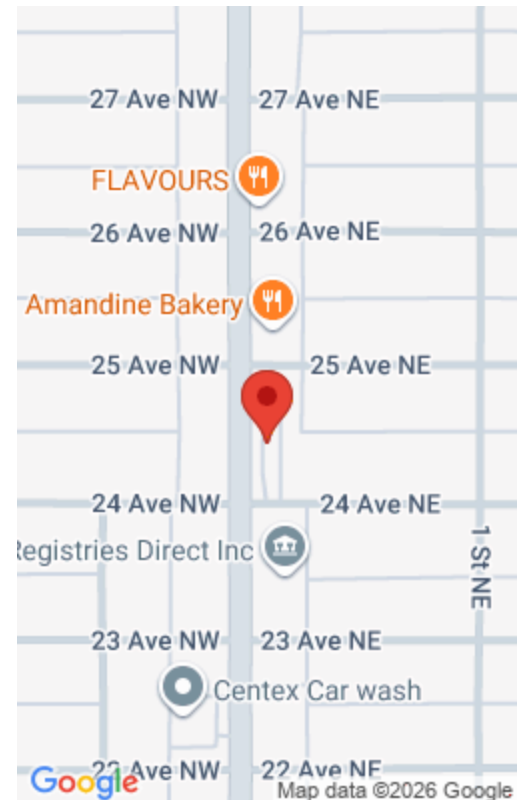 27 Ave NW
27 Ave NE
FLAVOURS
26 Ave NW
26 Ave NE
Amandine Bakery
25 Ave NW
25 Ave NE
24 Ave NW
24 Ave NE
Registries Direct Inc
1 St NE
23 Ave NW
23 Ave NE
Centex Car wash
Google
22 Ave NW
22 Ave NE
Map data ©2026 Google